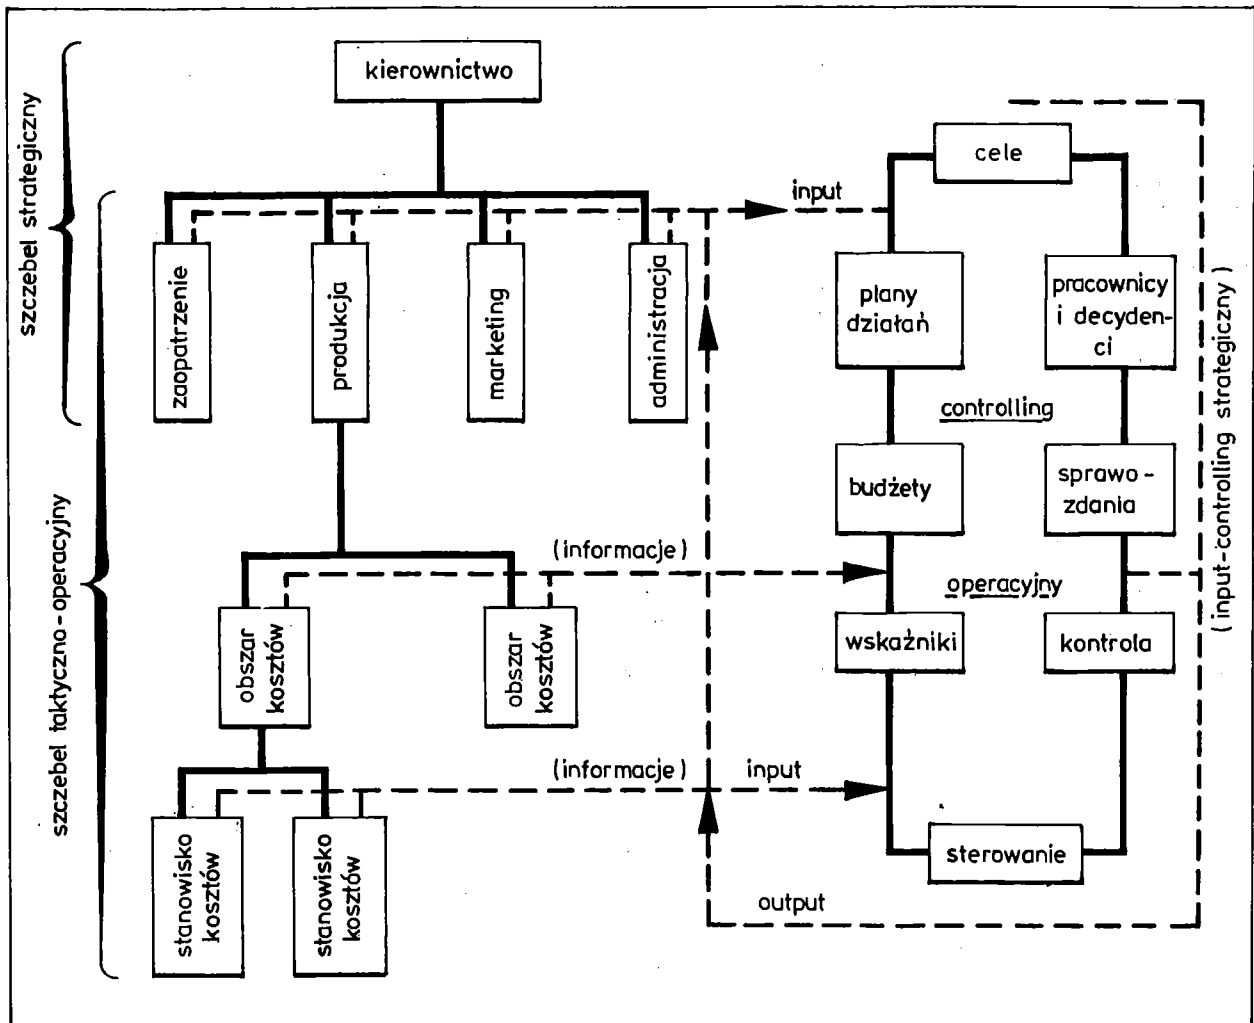 kierownictwo
szczebel strategiczny
szczebel taktyczno-operacyjny
zaopatrzenie
produkcja
marketing
administracja
obszar
kosztów
obszar
kosztów
stanowisko
kosztów
stanowisko
kosztów
input
(informacje)
(informacje)
input
output
cele
plany
działań
pracownicy
i decyden-
ci
controlling
budżety
sprawo-
zdania
operacyjny
wskaźniki
kontrola
sterowanie
(input-controlling strategiczny)